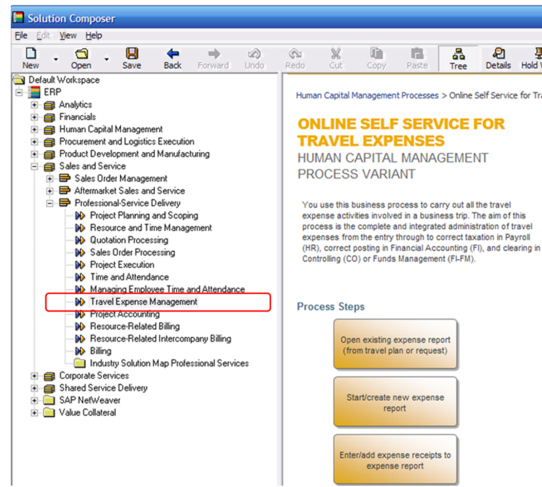 Solution Composer
File Edit View Help
New Open Save Back Forward Undo Redo Cut Copy Paste Tree Details Hold
Default Workspace
ERP
Analytics
Financials
Human Capital Management
Procurement and Logistics Execution
Product Development and Manufacturing
Sales and Service
Sales Order Management
Aftermarket Sales and Service
Professional-Service Delivery
Project Planning and Scoping
Resource and Time Management
Quotation Processing
Sales Order Processing
Project Execution
Time and Attendance
Managing Employee Time and Attendance
Travel Expense Management
Project Accounting
Resource-Related Billing
Resource-Related Intercompany Billing
Billing
Industry Solution Map Professional Services
Corporate Services
Shared Service Delivery
SAP NetWeaver
Value Collateral
Human Capital Management Processes > Online Self Service for Tra
ONLINE SELF SERVICE FOR
TRAVEL EXPENSES
HUMAN CAPITAL MANAGEMENT
PROCESS VARIANT
You use this business process to carry out all the travel
expense activities involved in a business trip. The aim of this
process is the complete and integrated administration of travel
expenses from the entry through to correct taxation in Payroll
(HR), correct posting in Financial Accounting (FI), and clearing in
Controlling (CO) or Funds Management (FI-FM).
Process Steps
Open existing expense report
(from travel plan or request)
Start/create new expense
report
Enter/add expense receipts to
expense report